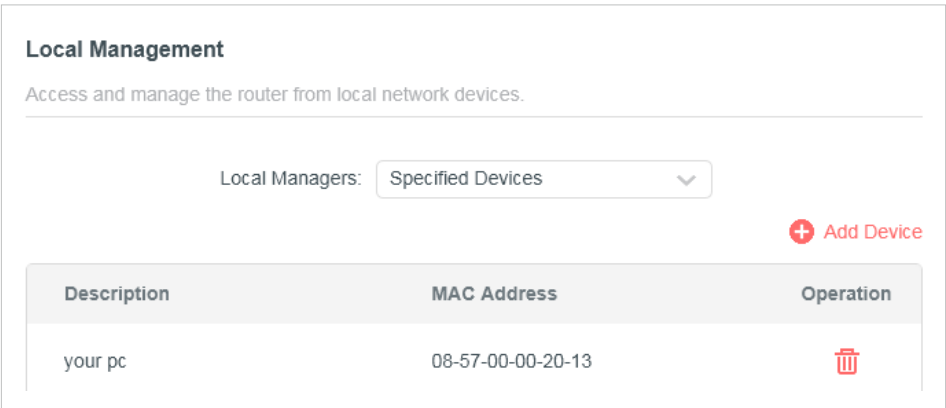 Local Management
Access and manage the router from local network devices.
Local Managers: Specified Devices
Add Device
Description MAC Address Operation
your pc 08-57-00-00-20-13